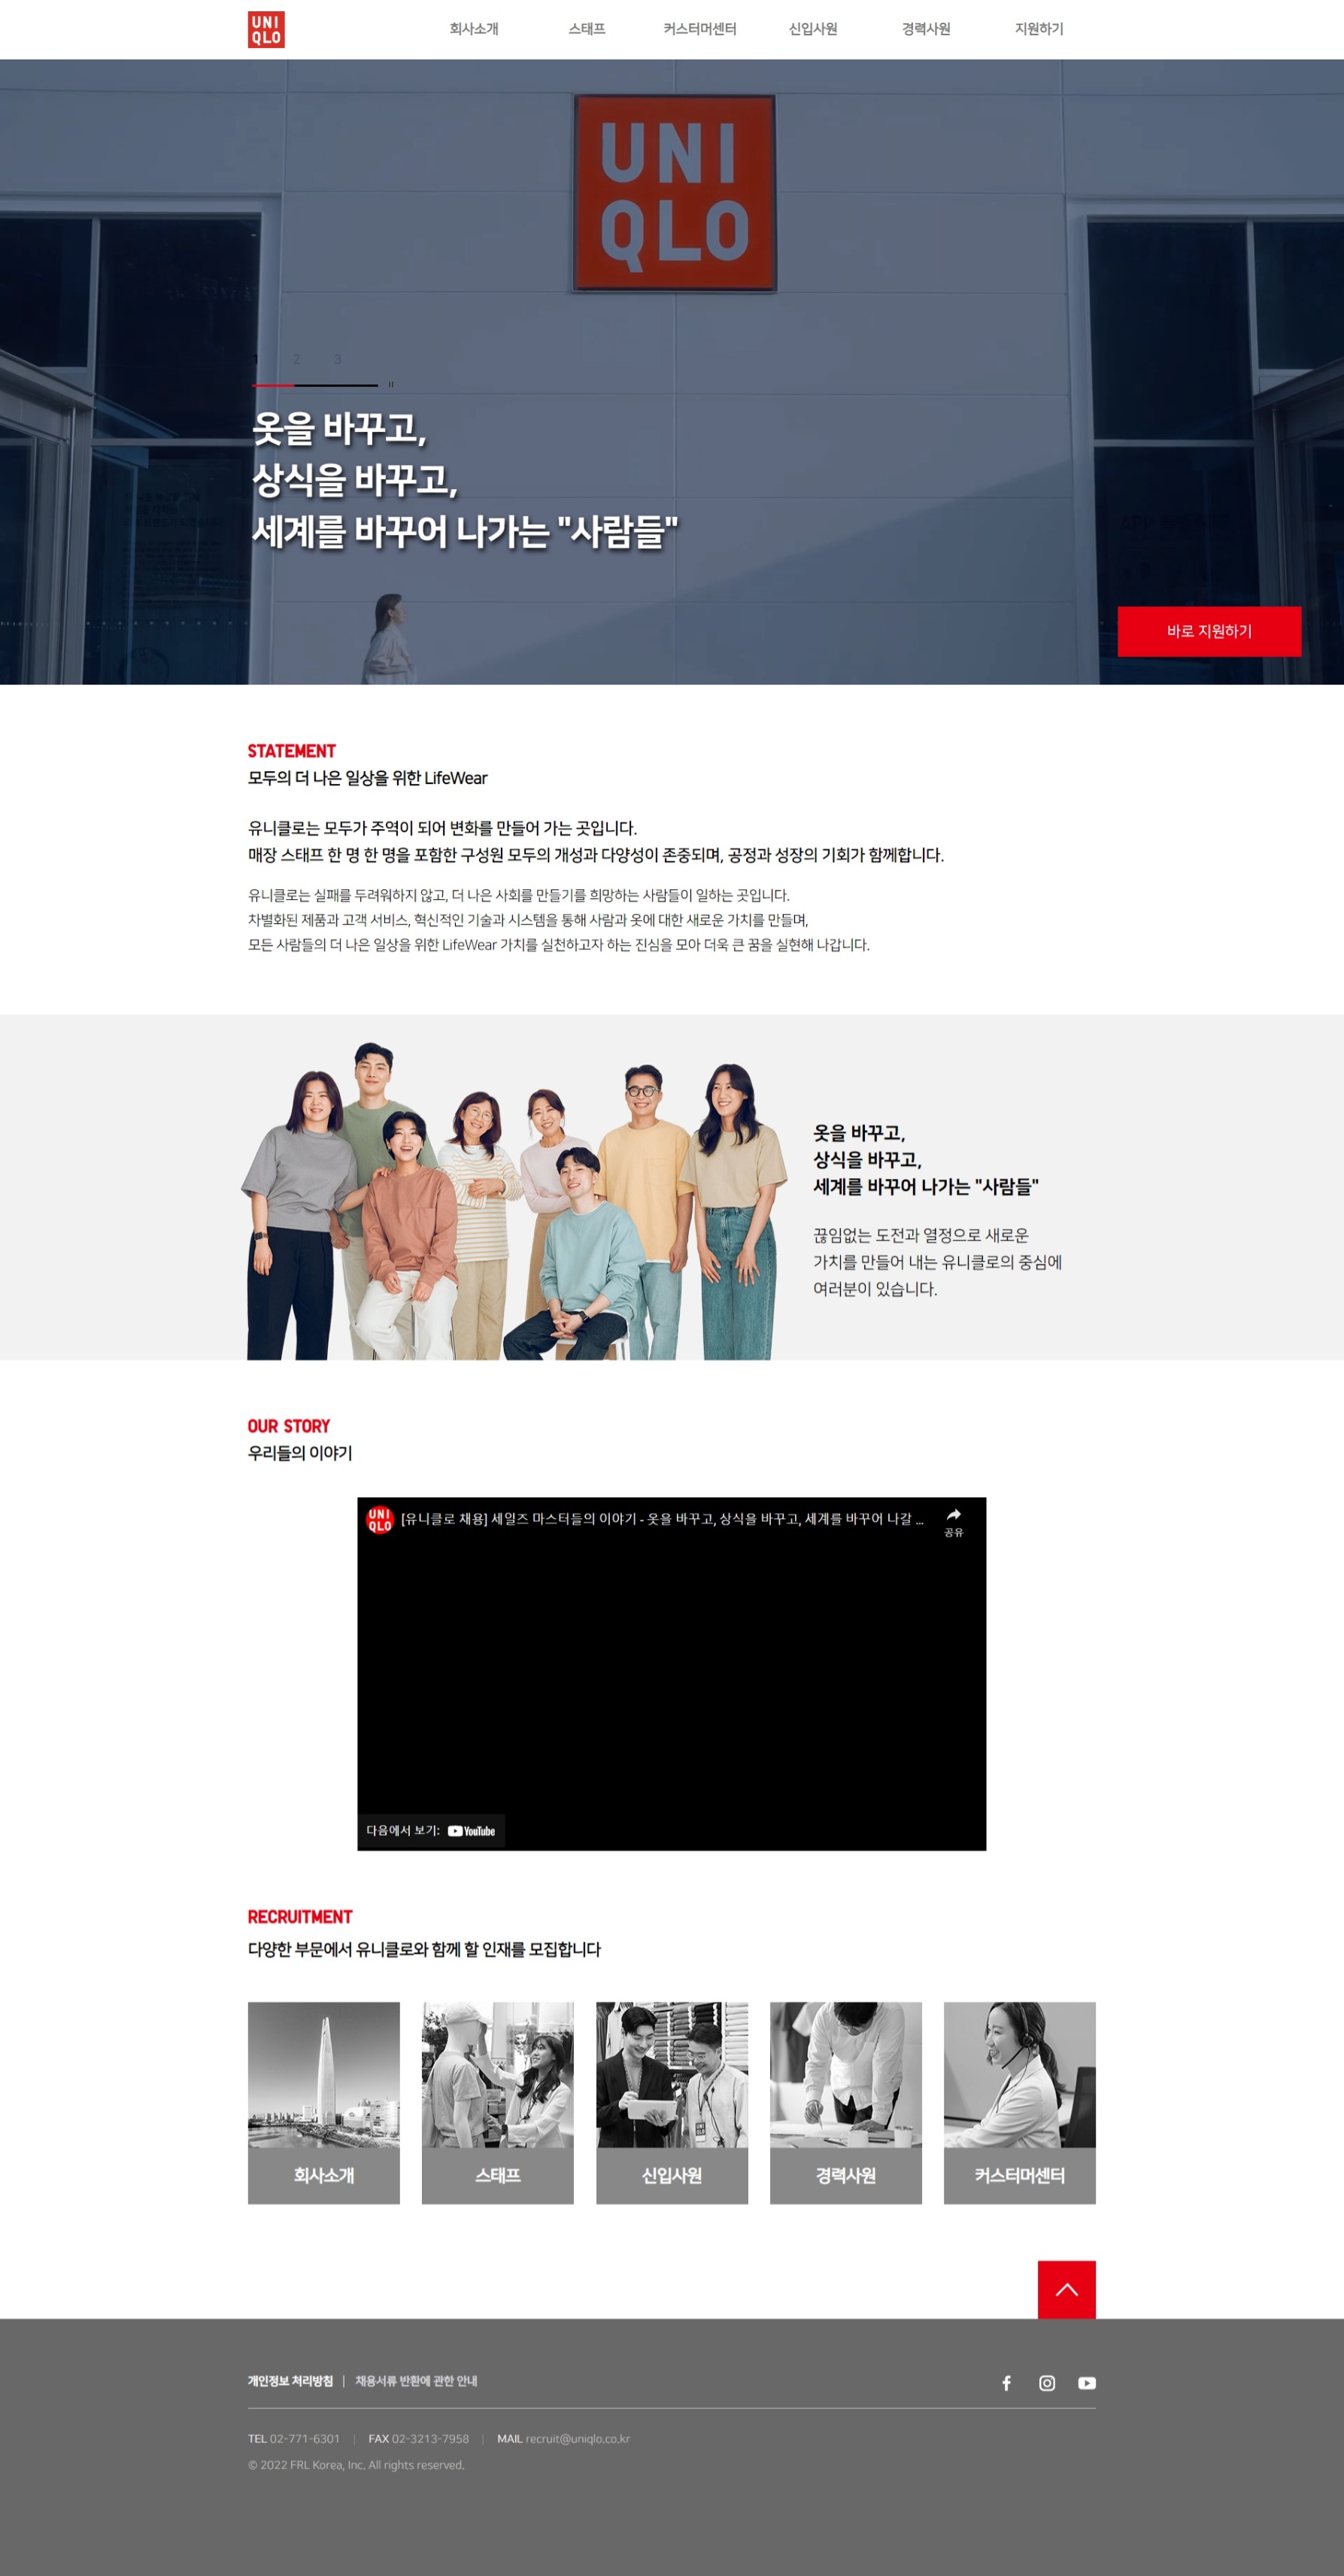 UNI
QLO
회사소개
스태프
커스터머센터
신입사원
경력사원
지원하기
UNI
QLO
1 2 3
옷을 바꾸고,
상식을 바꾸고,
세계를 바꾸어 나가는 "사람들"
바로 지원하기
STATEMENT
모두의 더 나은 일상을 위한 LifeWear
유니클로는 모두가 주역이 되어 변화를 만들어 가는 곳입니다.
매장 스태프 한 명 한 명을 포함한 구성원 모두의 개성과 다양성이 존중되며, 공정과 성장의 기회가 함께합니다.
유니클로는 실패를 두려워하지 않고, 더 나은 사회를 만들기를 희망하는 사람들이 일하는 곳입니다.
차별화된 제품과 고객 서비스, 혁신적인 기술과 시스템을 통해 사람과 옷에 대한 새로운 가치를 만들며,
모든 사람들의 더 나은 일상을 위한 LifeWear 가치를 실천하고자 하는 진심을 모아 더욱 큰 꿈을 실현해 나갑니다.
옷을 바꾸고,
상식을 바꾸고,
세계를 바꾸어 나가는 "사람들"
끊임없는 도전과 열정으로 새로운
가치를 만들어 내는 유니클로의 중심에
여러분이 있습니다.
OUR STORY
우리들의 이야기
UNI
QLO
[유니클로 채용] 세일즈 마스터들의 이야기 - 옷을 바꾸고, 상식을 바꾸고, 세계를 바꾸어 나갈 ...
공유
다음에서 보기: YouTube
RECRUITMENT
다양한 부문에서 유니클로와 함께 할 인재를 모집합니다
회사소개
스태프
신입사원
경력사원
커스터머센터
개인정보 처리방침 | 채용서류 반환에 관한 안내
TEL 02-771-6301 | FAX 02-3213-7958 | MAIL recruit@uniqlo.co.kr
© 2022 FRL Korea, Inc. All rights reserved.